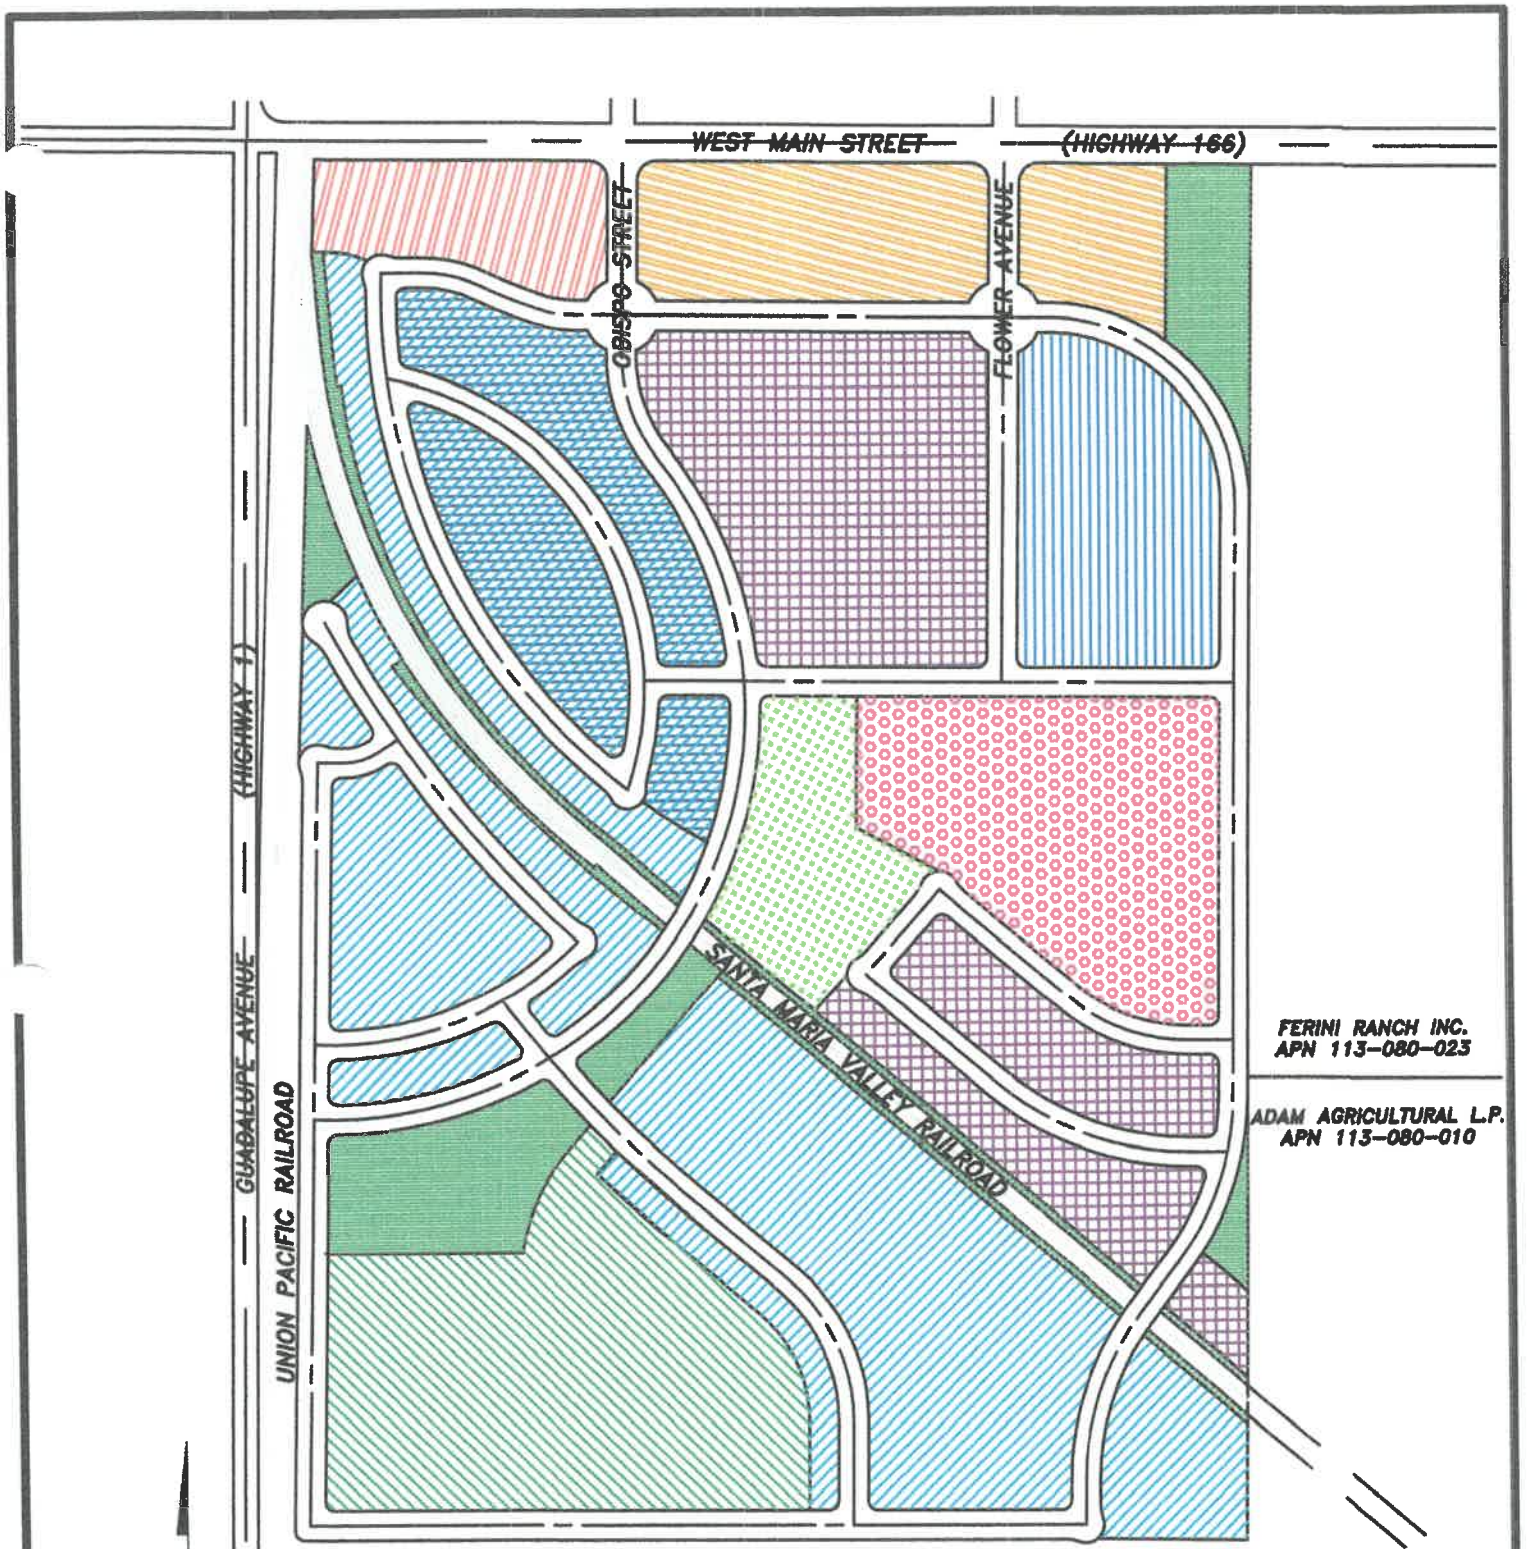 WEST MAIN STREET (HIGHWAY 166)
OBISPO STREET
FLOWER AVENUE
GUADALUPE AVENUE (HIGHWAY 1)
UNION PACIFIC RAILROAD
SANTA MARIA VALLEY RAILROAD
FERINI RANCH INC.
APN 113-080-023
ADAM AGRICULTURAL L.P.
APN 113-080-010